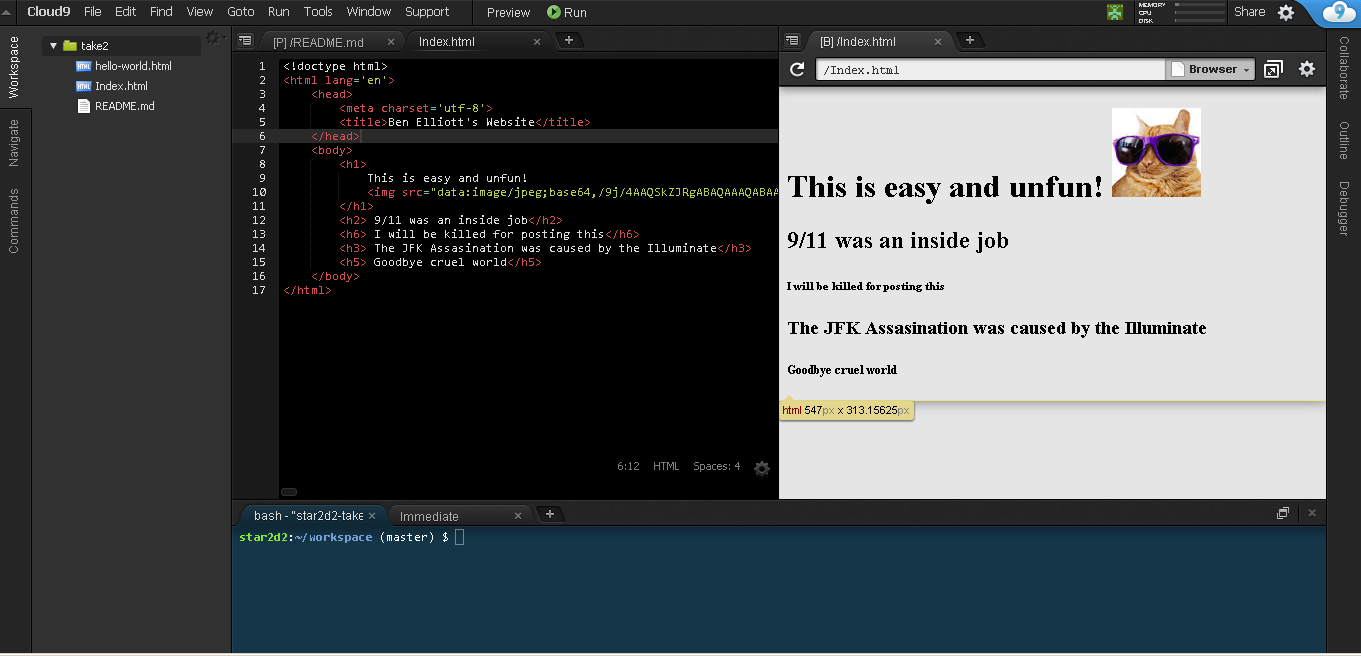 Cloud9 File Edit Find View Goto Run Tools Window Support Preview Run MEMORY CPU DISK Share 9
Workspace
Navigate
Commands
take2
hello-world.html
Index.html
README.md
[P] /README.md × Index.html × +
1 <!doctype html>
2 <html lang='en'>
3 <head>
4 <meta charset='utf-8'>
5 <title>Ben Elliott's Website</title>
6 </head>
7 <body>
8 <h1>
9 This is easy and unfun!
10 <img src="data:image/jpeg;base64,/9j/4AAQSkZJRgABAQAAAQABAA
11 </h1>
12 <h2> 9/11 was an inside job</h2>
13 <h6> I will be killed for posting this</h6>
14 <h3> The JFK Assasination was caused by the Illuminate</h3>
15 <h5> Goodbye cruel world</h5>
16 </body>
17 </html>
6:12 HTML Spaces: 4
[B] /Index.html × +
/Index.html Browser
This is easy and unfun!
9/11 was an inside job
I will be killed for posting this
The JFK Assasination was caused by the Illuminate
Goodbye cruel world
html 547px x 313.15625px
Collaborate
Outline
Debugger
bash - "star2d2-take × Immediate × +
star2d2:~/workspace (master) $